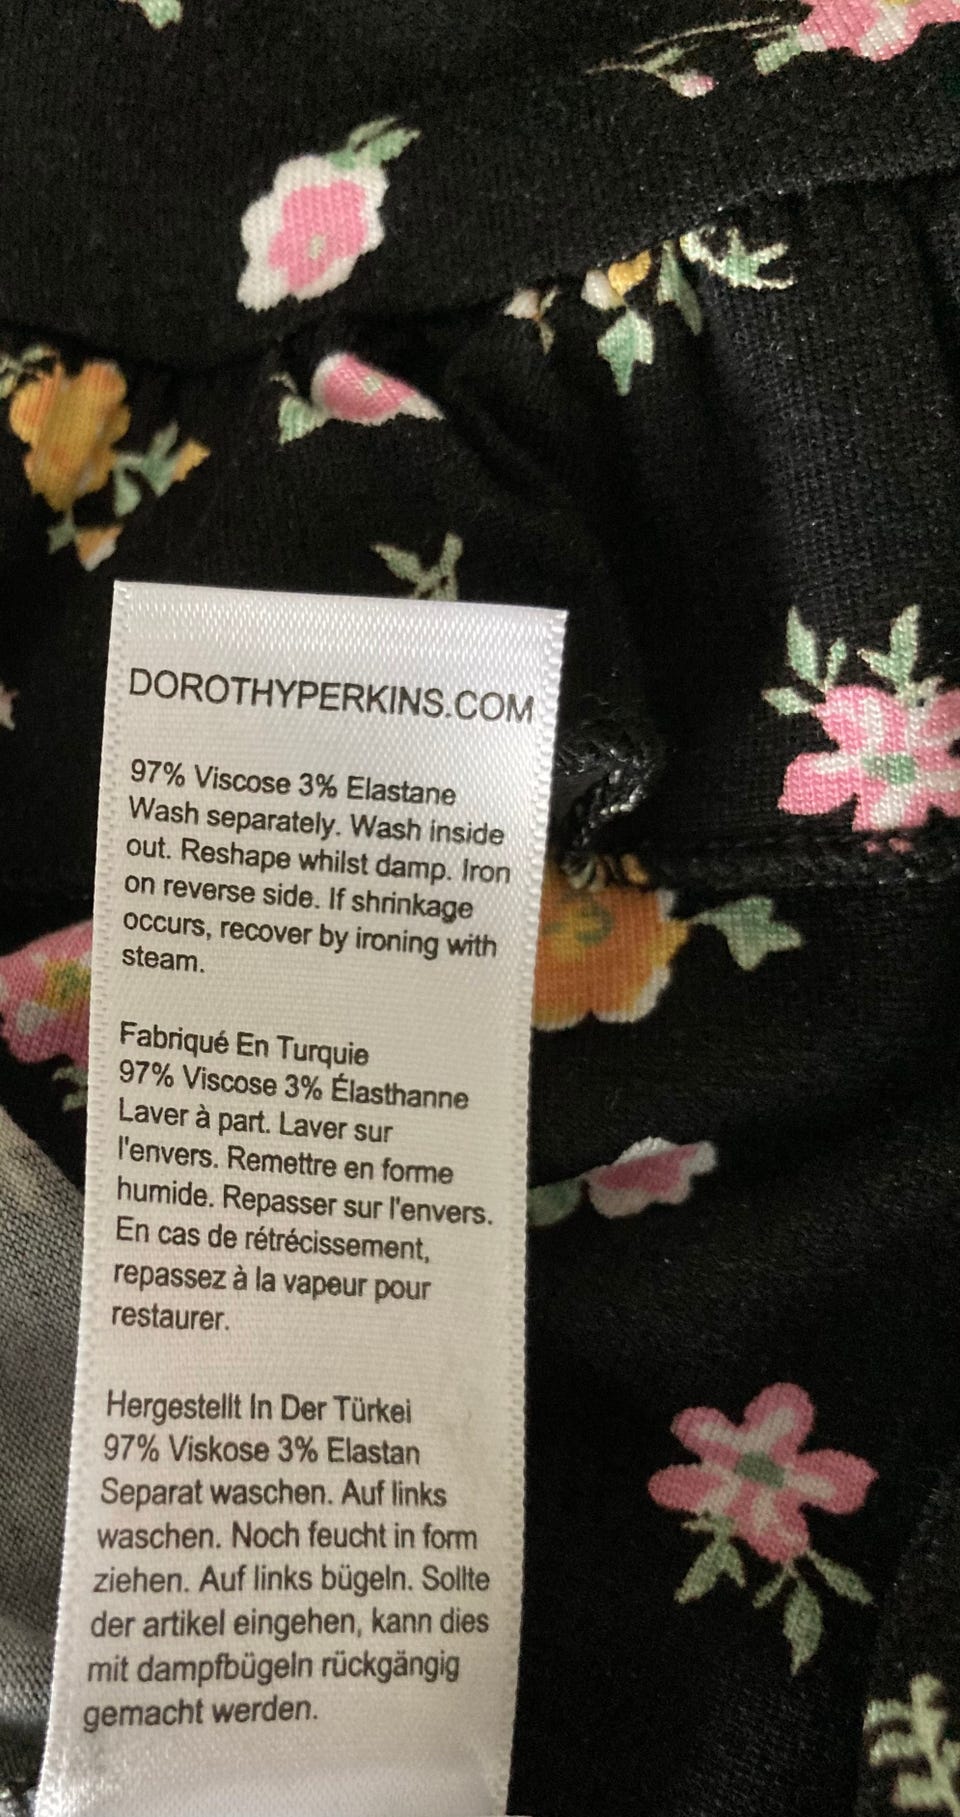 DOROTHYPERKINS.COM
97% Viscose 3% Elastane
Wash separately. Wash inside
out. Reshape whilst damp. Iron
on reverse side. If shrinkage
occurs, recover by ironing with
steam.
Fabriqué En Turquie
97% Viscose 3% Élasthanne
Laver à part. Laver sur
l'envers. Remettre en forme
humide. Repasser sur l'envers.
En cas de rétrécissement,
repassez à la vapeur pour
restaurer.
Hergestellt In Der Türkei
97% Viskose 3% Elastan
Separat waschen. Auf links
waschen. Noch feucht in form
ziehen. Auf links bügeln. Sollte
der artikel eingehen, kann dies
mit dampfbügeln rückgängig
gemacht werden.